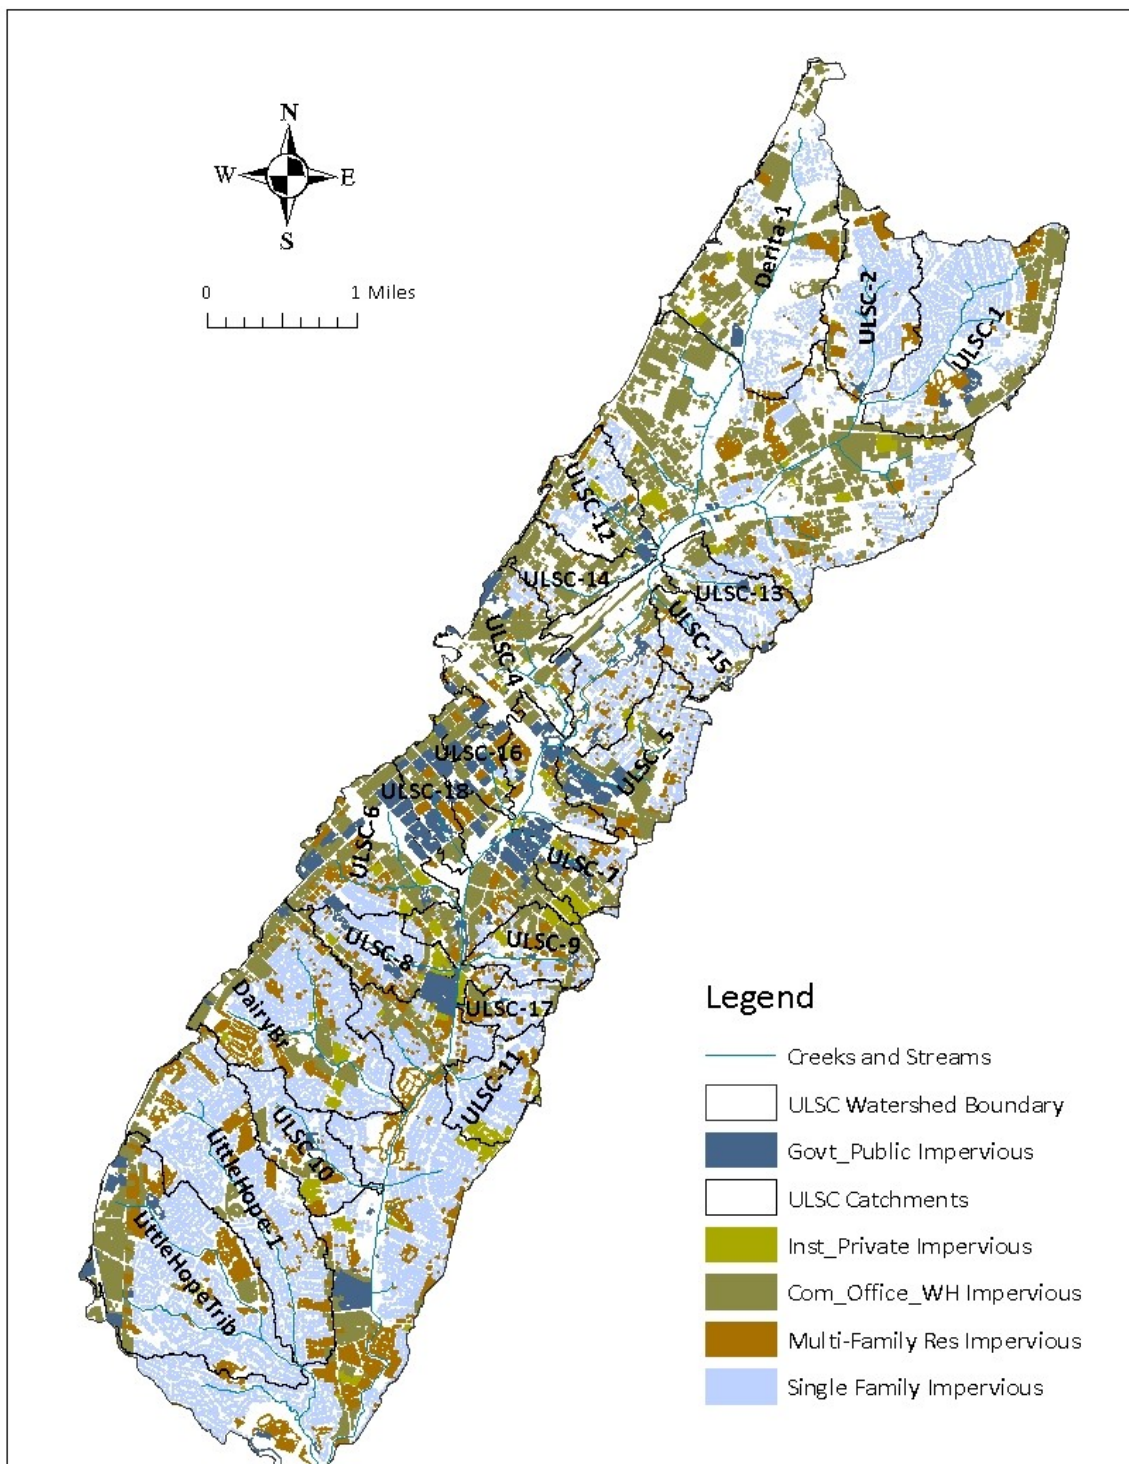 N
W E
S
0 1 Miles
Derita-1
ULSC-2
ULSC-1
ULSC-12
ULSC-14
ULSC-13
ULSC-15
ULSC-4
ULSC-16
ULSC-5
ULSC-18
ULSC-6
ULSC-7
ULSC-9
ULSC-8
ULSC-17
DairyBr
ULSC-11
ULSC-10
LittleHope-1
LittleHopeTrib
Legend
Creeks and Streams
ULSC Watershed Boundary
Govt_Public Impervious
ULSC Catchments
Inst_Private Impervious
Com_Office_WH Impervious
Multi-Family Res Impervious
Single Family Impervious